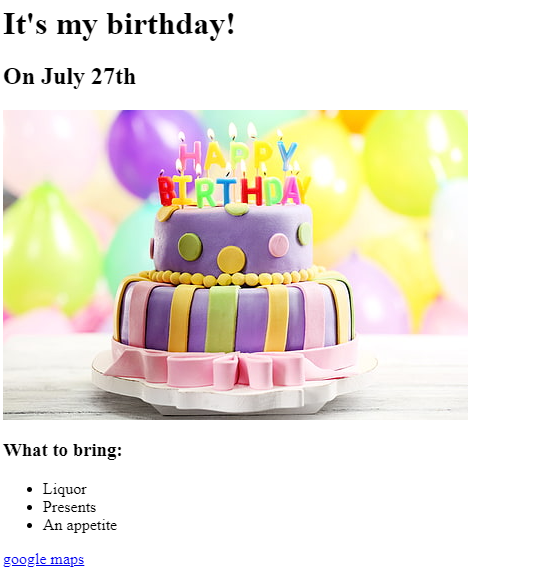 It's my birthday!
On July 27th
HAPPY
BIRTHDAY
What to bring:
Liquor
Presents
An appetite
google maps